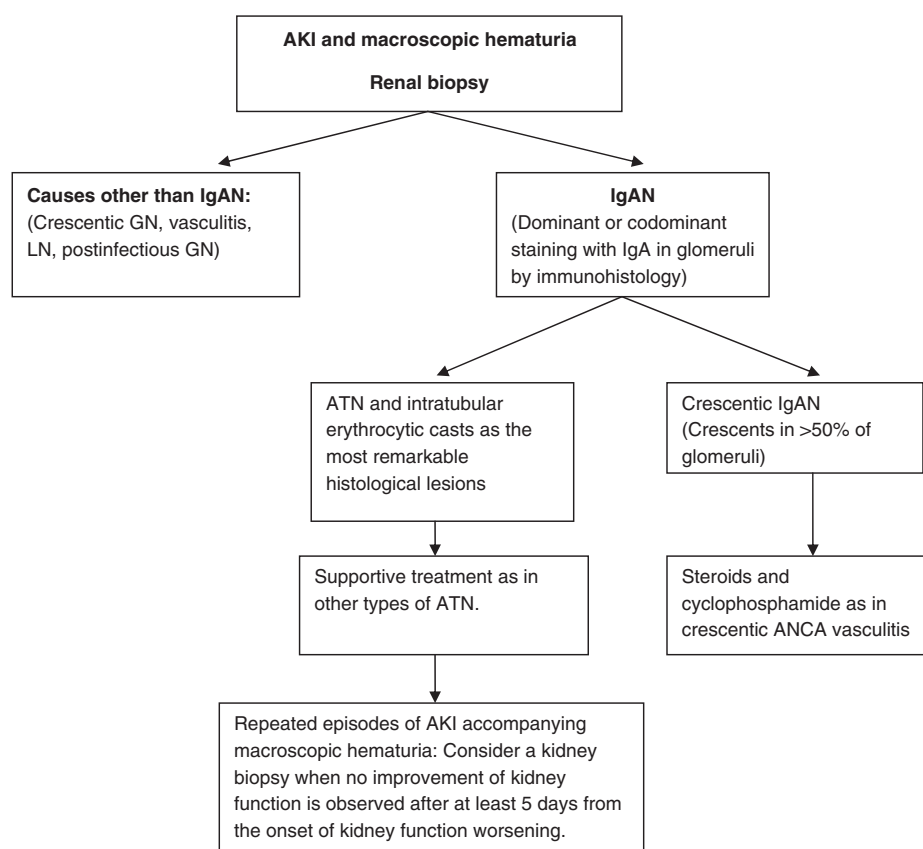 AKI and macroscopic hematuria
Renal biopsy
Causes other than IgAN:
(Crescentic GN, vasculitis,
LN, postinfectious GN)
IgAN
(Dominant or codominant
staining with IgA in glomeruli
by immunohistology)
ATN and intratubular
erythrocytic casts as the
most remarkable
histological lesions
Crescentic IgAN
(Crescents in >50% of
glomeruli)
Supportive treatment as in
other types of ATN.
Steroids and
cyclophosphamide as in
crescentic ANCA vasculitis
Repeated episodes of AKI accompanying
macroscopic hematuria: Consider a kidney
biopsy when no improvement of kidney
function is observed after at least 5 days from
the onset of kidney function worsening.